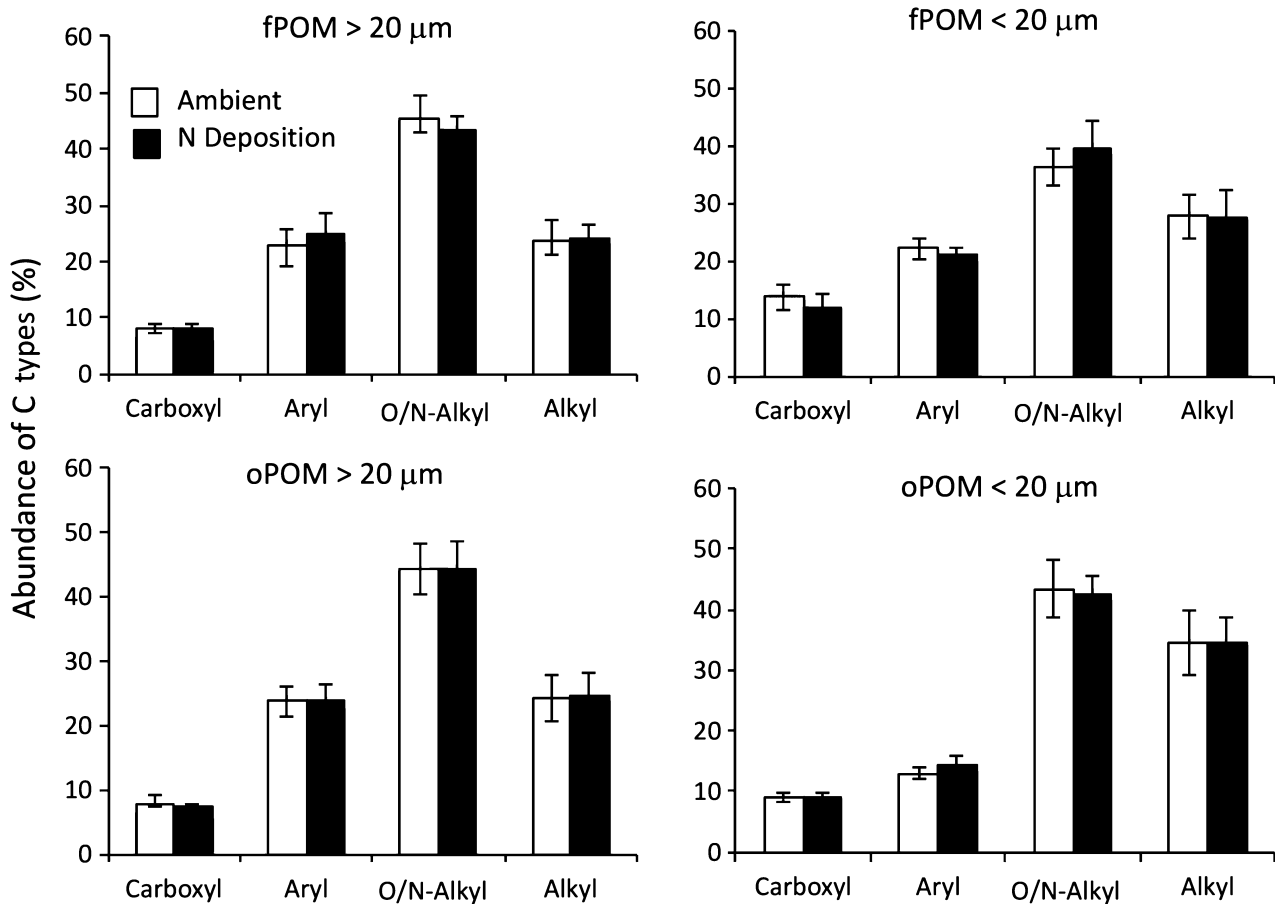 Abundance of C types (%)
fPOM > 20 μm
60
50
40
30
20
10
0
Ambient
N Deposition
Carboxyl Aryl O/N-Alkyl Alkyl
fPOM < 20 μm
60
50
40
30
20
10
0
Carboxyl Aryl O/N-Alkyl Alkyl
oPOM > 20 μm
60
50
40
30
20
10
0
Carboxyl Aryl O/N-Alkyl Alkyl
oPOM < 20 μm
60
50
40
30
20
10
0
Carboxyl Aryl O/N-Alkyl Alkyl